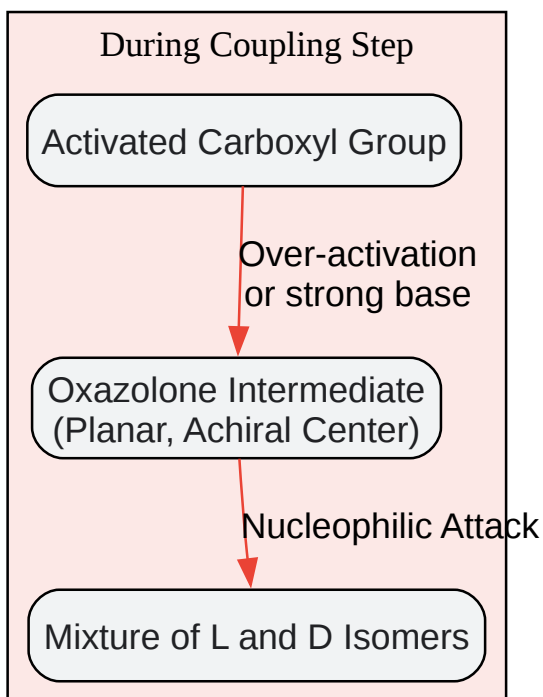 During Coupling Step
Activated Carboxyl Group
Over-activation
or strong base
Oxazolone Intermediate
(Planar, Achiral Center)
Nucleophilic Attack
Mixture of L and D Isomers